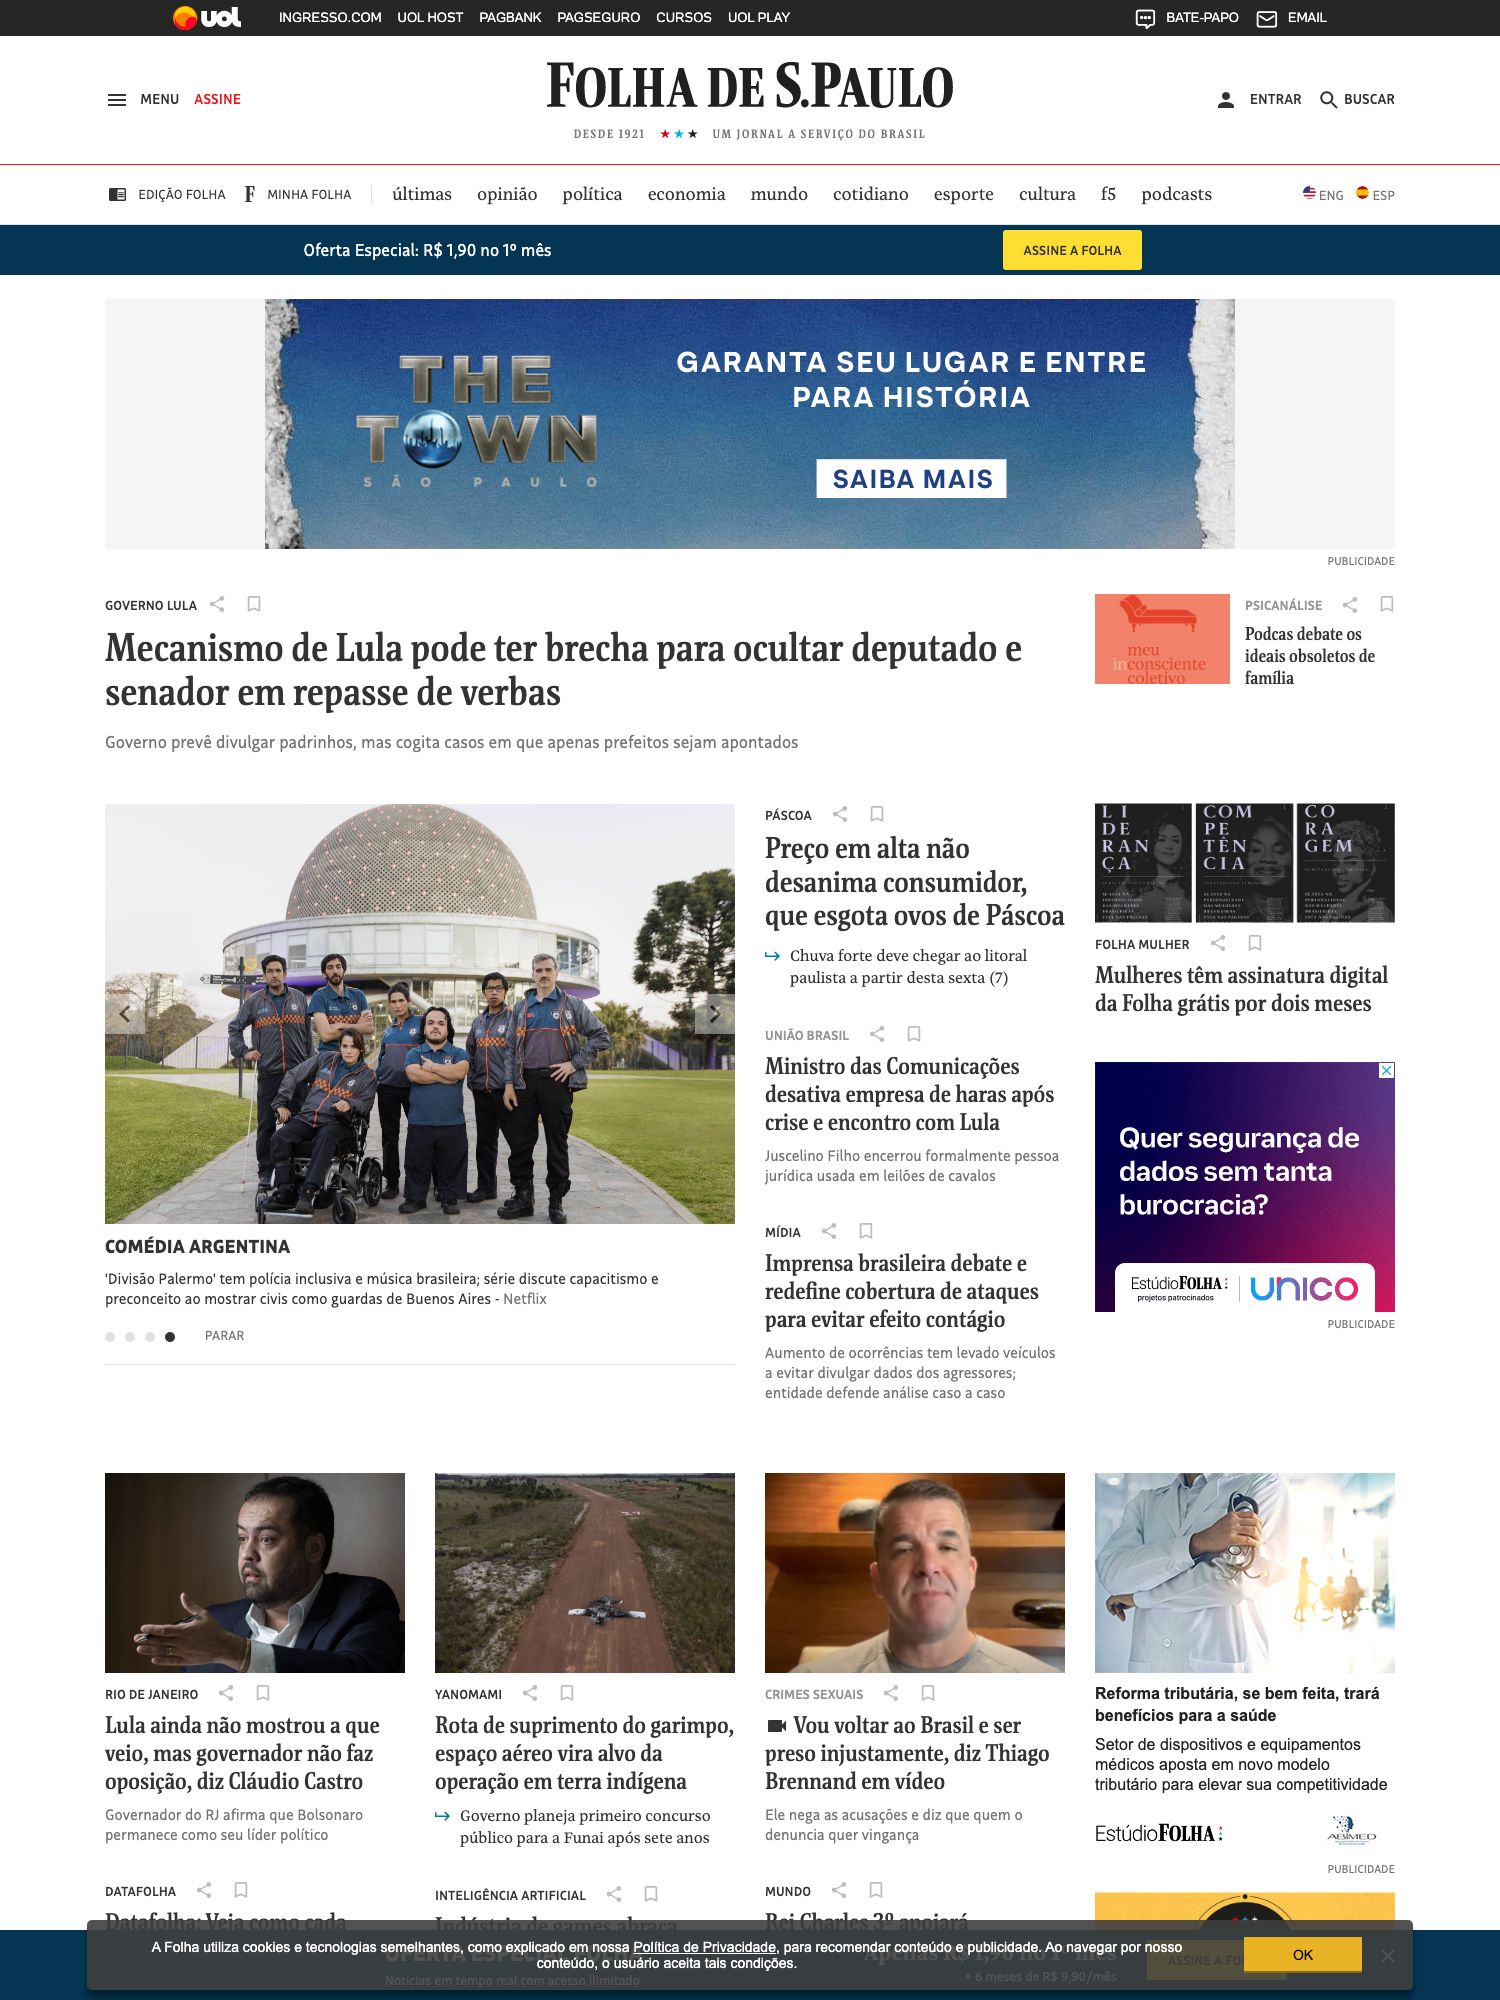 uol INGRESSO.COM UOL HOST PAGBANK PAGSEGURO CURSOS UOL PLAY BATE-PAPO EMAIL
MENU ASSINE
FOLHA DE S.PAULO
DESDE 1921 ★★★ UM JORNAL A SERVIÇO DO BRASIL
ENTRAR BUSCAR
EDIÇÃO FOLHA F MINHA FOLHA últimas opinião política economia mundo cotidiano esporte cultura f5 podcasts ENG ESP
Oferta Especial: R$ 1,90 no 1º mês ASSINE A FOLHA
THE TOWN
SÃO PAULO
GARANTA SEU LUGAR E ENTRE
PARA HISTÓRIA
SAIBA MAIS
PUBLICIDADE
GOVERNO LULA
Mecanismo de Lula pode ter brecha para ocultar deputado e
senador em repasse de verbas
Governo prevê divulgar padrinhos, mas cogita casos em que apenas prefeitos sejam apontados
meu
inconsciente
coletivo
PSICANÁLISE
Podcas debate os
ideais obsoletos de
família
COMÉDIA ARGENTINA
'Divisão Palermo' tem polícia inclusiva e música brasileira; série discute capacitismo e
preconceito ao mostrar civis como guardas de Buenos Aires - Netflix
PARAR
PÁSCOA
Preço em alta não
desanima consumidor,
que esgota ovos de Páscoa
Chuva forte deve chegar ao litoral
paulista a partir desta sexta (7)
UNIÃO BRASIL
Ministro das Comunicações
desativa empresa de haras após
crise e encontro com Lula
Juscelino Filho encerrou formalmente pessoa
jurídica usada em leilões de cavalos
MÍDIA
Imprensa brasileira debate e
redefine cobertura de ataques
para evitar efeito contágio
Aumento de ocorrências tem levado veículos
a evitar divulgar dados dos agressores;
entidade defende análise caso a caso
LI
DE
RAN
ÇA
COM
PE
TÊN
CIA
CO
RA
GEM
FOLHA MULHER
Mulheres têm assinatura digital
da Folha grátis por dois meses
Quer segurança de
dados sem tanta
burocracia?
EstúdioFOLHA
projetos patrocinados
unico
PUBLICIDADE
RIO DE JANEIRO
Lula ainda não mostrou a que
veio, mas governador não faz
oposição, diz Cláudio Castro
Governador do RJ afirma que Bolsonaro
permanece como seu líder político
YANOMAMI
Rota de suprimento do garimpo,
espaço aéreo vira alvo da
operação em terra indígena
Governo planeja primeiro concurso
público para a Funai após sete anos
CRIMES SEXUAIS
Vou voltar ao Brasil e ser
preso injustamente, diz Thiago
Brennand em vídeo
Ele nega as acusações e diz que quem o
denuncia quer vingança
Reforma tributária, se bem feita, trará
benefícios para a saúde
Setor de dispositivos e equipamentos
médicos aposta em novo modelo
tributário para elevar sua competitividade
EstúdioFOLHA
ABIMED
PUBLICIDADE
DATAFOLHA
Datafolha: Veja como cada
INTELIGÊNCIA ARTIFICIAL
Indústria de games abraça
MUNDO
Rei Charles 3º apoiará
A Folha utiliza cookies e tecnologias semelhantes, como explicado em nossa Política de Privacidade, para recomendar conteúdo e publicidade. Ao navegar por nosso
conteúdo, o usuário aceita tais condições.
OK
Apenas R$ 1,90 no 1º mês
Notícias em tempo real com acesso ilimitado
+ 6 meses de R$ 9,90/mês
ASSINE A FO